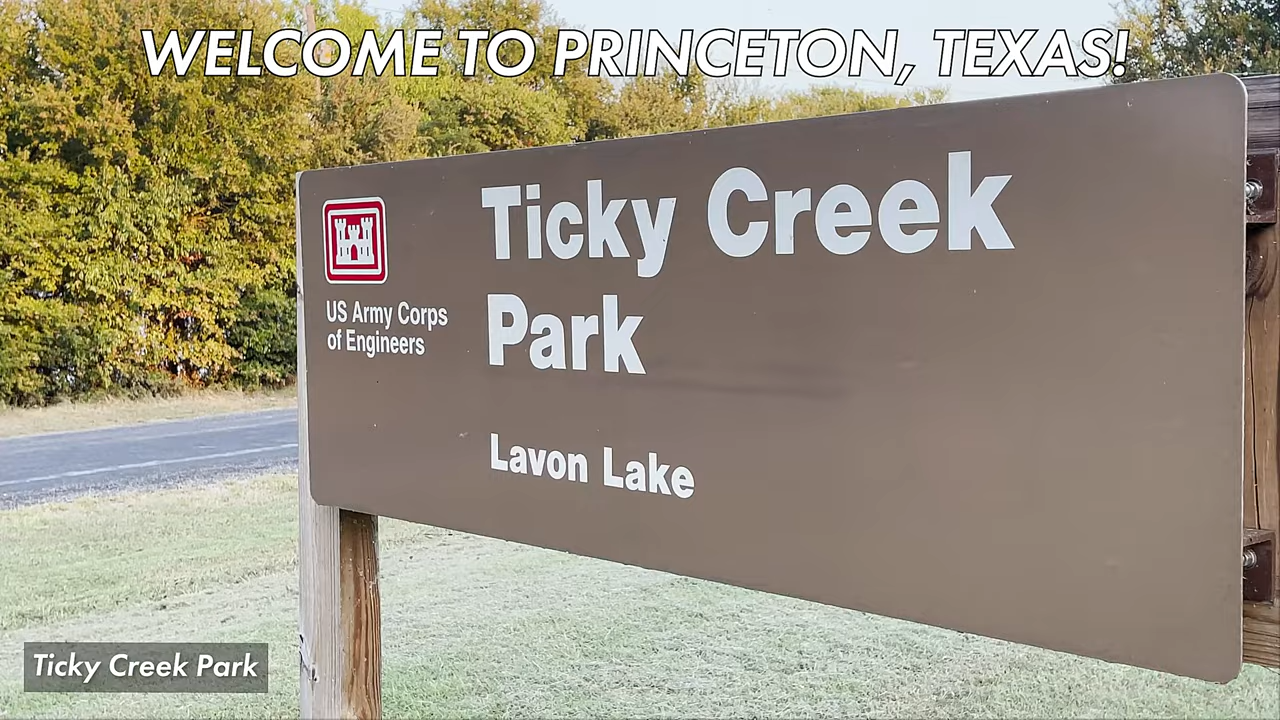 WELCOME TO PRINCETON, TEXAS!
Ticky Creek
Park
US Army Corps
of Engineers
Lavon Lake
Ticky Creek Park